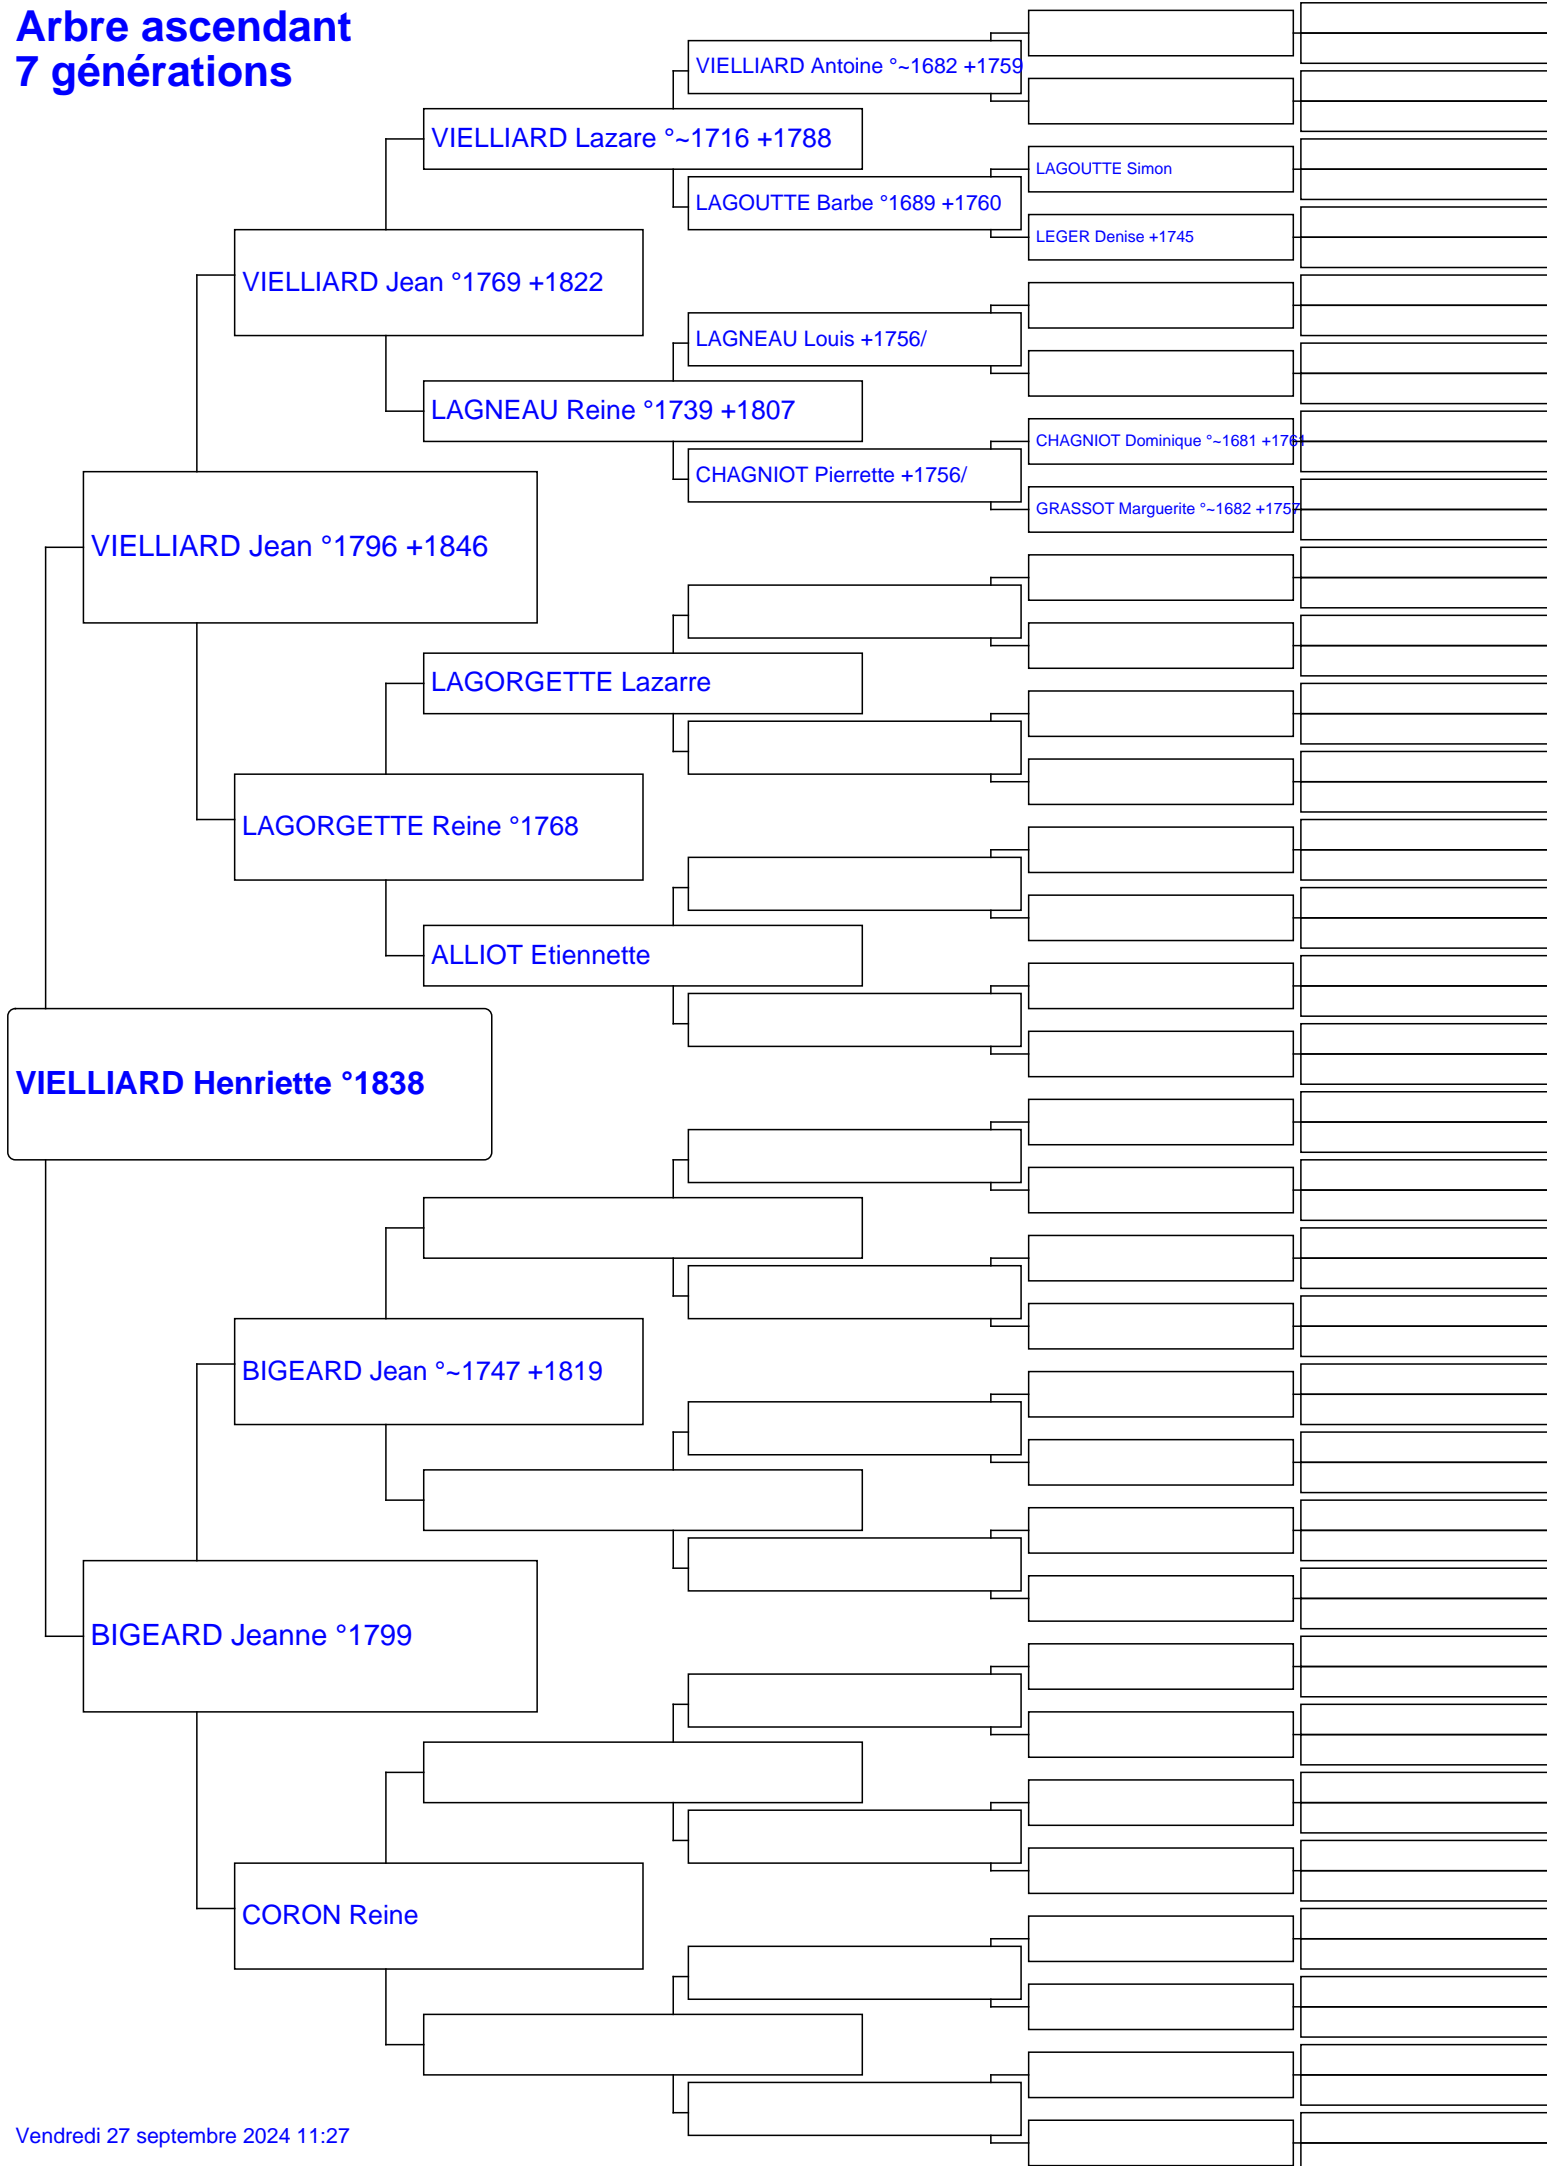 Arbre ascendant
7 générations
VIELLIARD Antoine °~1682 +1759
VIELLIARD Lazare °~1716 +1788
LAGOUTTE Simon
LAGOUTTE Barbe °1689 +1760
LEGER Denise +1745
VIELLIARD Jean °1769 +1822
LAGNEAU Louis +1756/
LAGNEAU Reine °1739 +1807
CHAGNIOT Dominique °~1681 +1761
CHAGNIOT Pierrette +1756/
GRASSOT Marguerite °~1682 +1757
VIELLIARD Jean °1796 +1846
LAGORGETTE Lazarre
LAGORGETTE Reine °1768
ALLIOT Etiennette
VIELLIARD Henriette °1838
BIGEARD Jean °~1747 +1819
BIGEARD Jeanne °1799
CORON Reine
Vendredi 27 septembre 2024 11:27